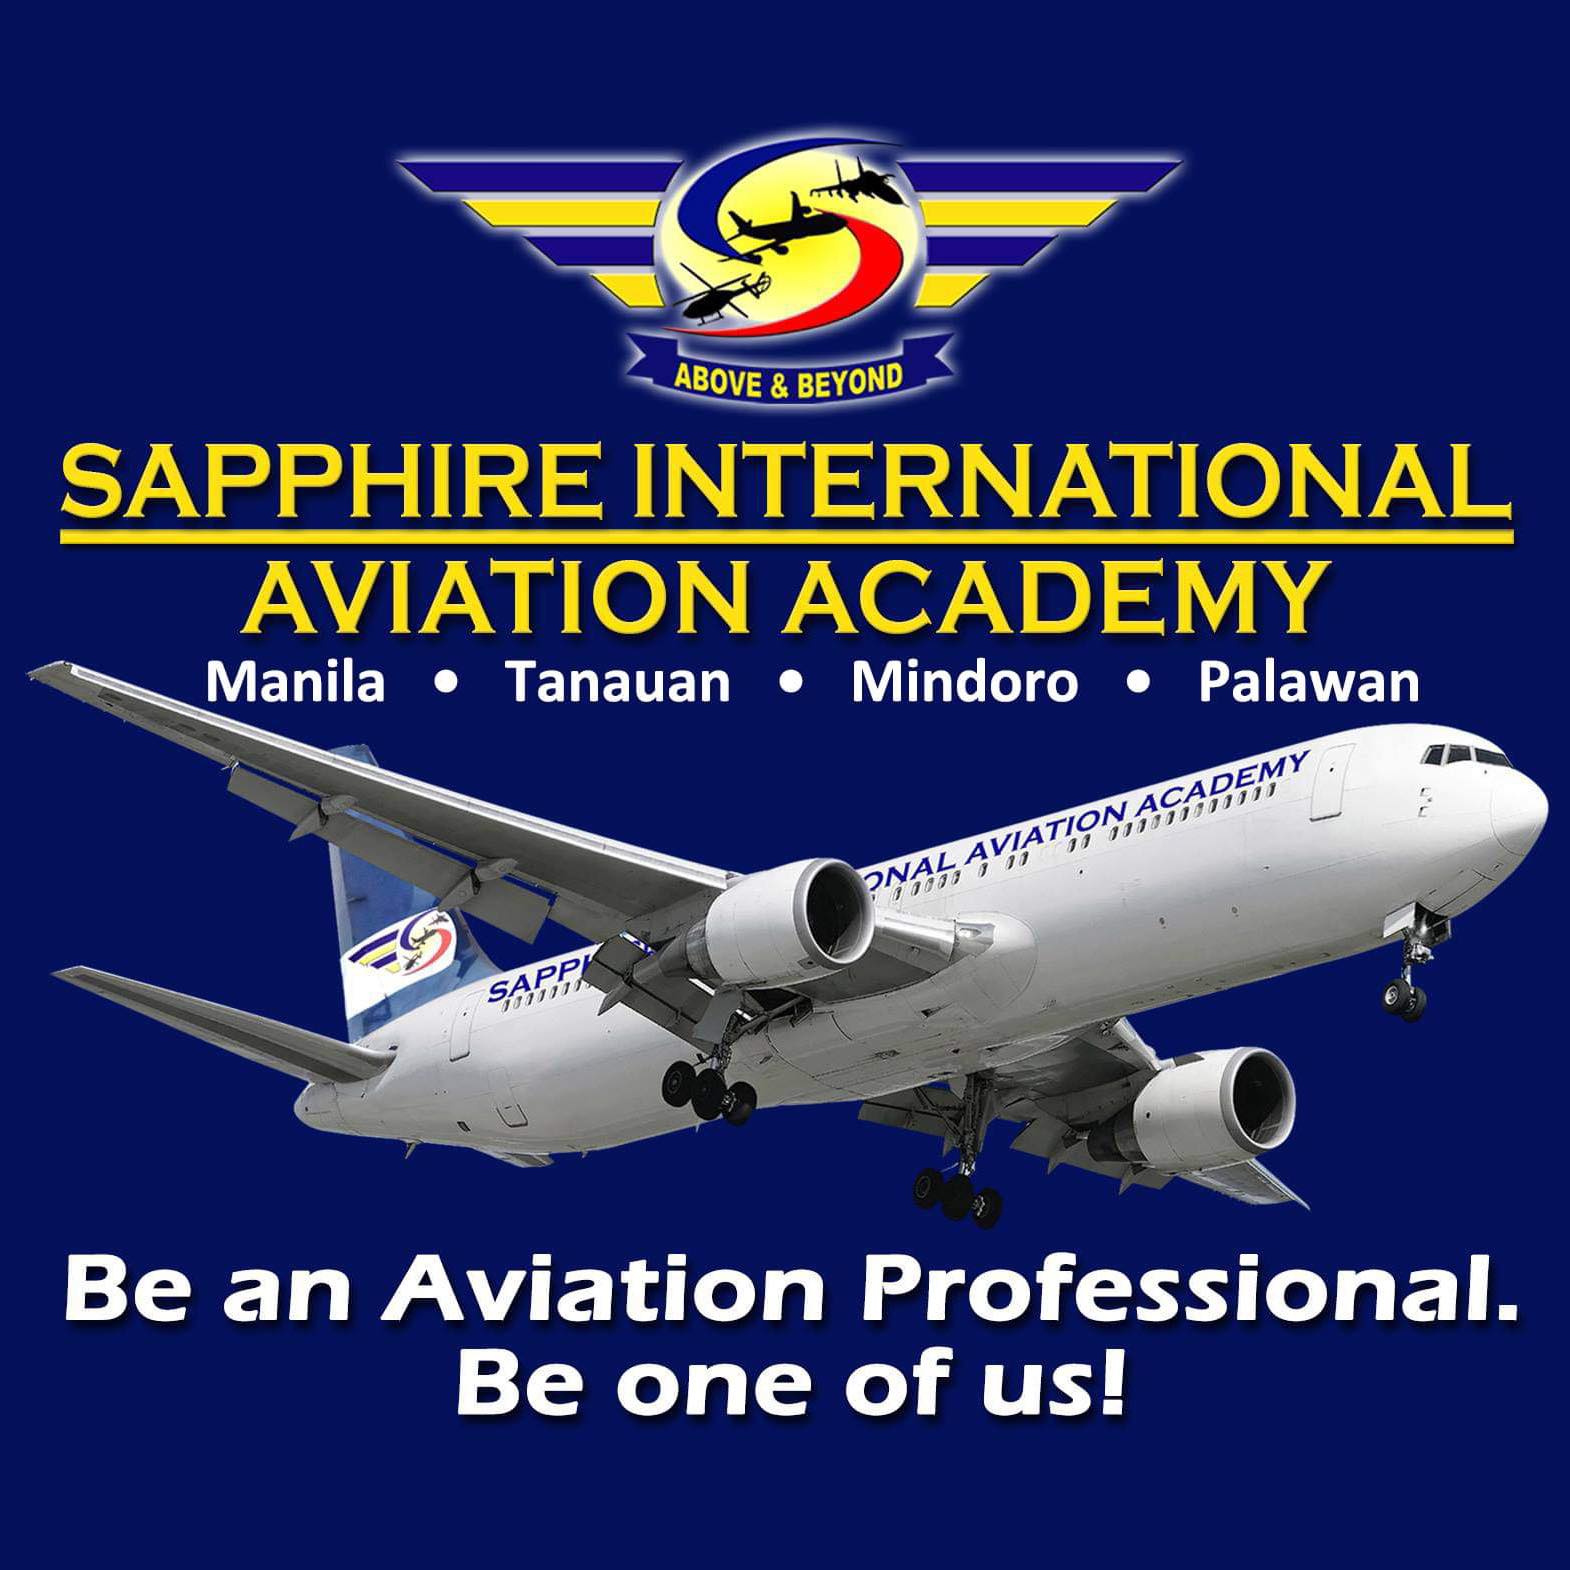 ABOVE & BEYOND
SAPPHIRE INTERNATIONAL
AVIATION ACADEMY
Manila • Tanauan • Mindoro • Palawan
ONAL AVIATION ACADEMY
SAPPH
Be an Aviation Professional.
Be one of us!